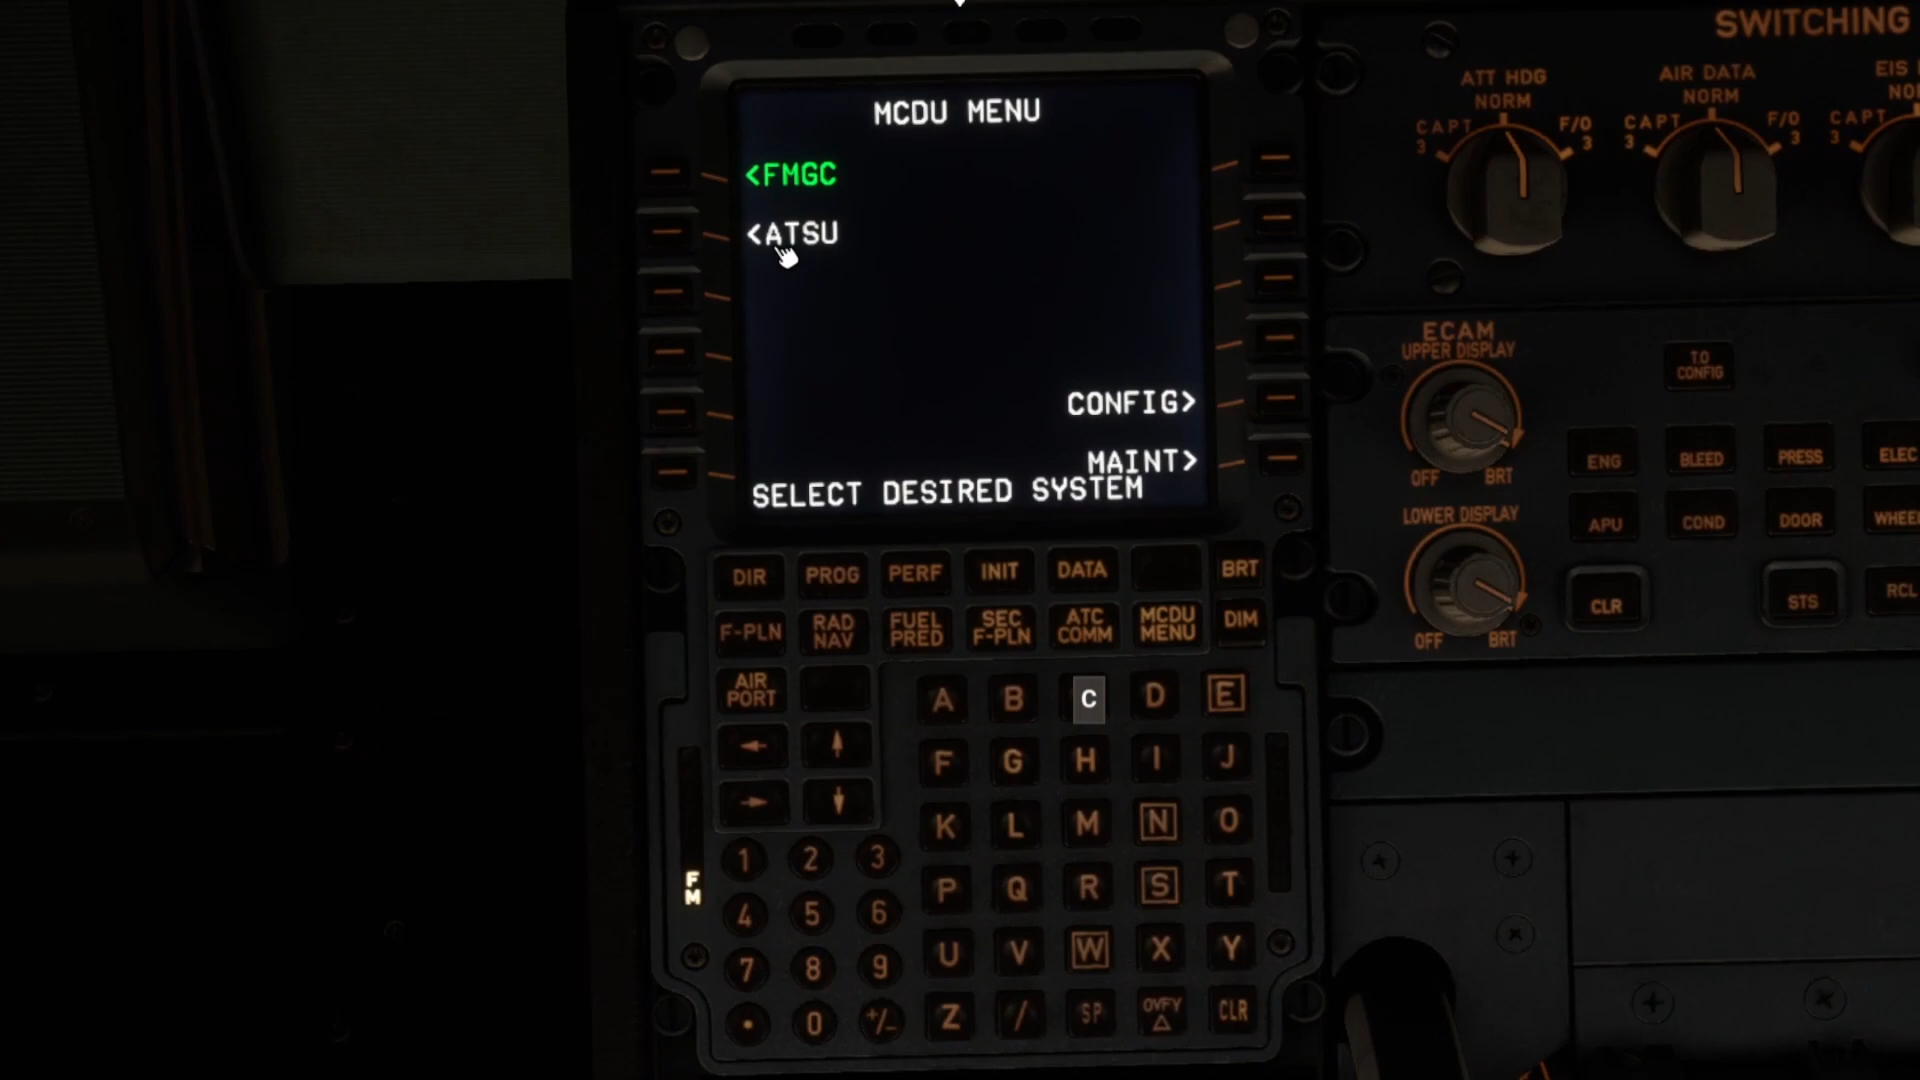 MCDU MENU
<FMGC
<ATSU
CONFIG>
MAINT>
SELECT DESIRED SYSTEM
DIR PROG PERF INIT DATA BRT
F-PLN RAD NAV FUEL PRED SEC F-PLN ATC COMM MCDU MENU DIM
AIR PORT
← ↑
→ ↓
A B C D E
F G H I J
K L M N O
1 2 3
P Q R S T
4 5 6
U V W X Y
7 8 9
Z / SP OVFY Δ CLR
. 0 +/-
FM
SWITCHING
ATT HDG AIR DATA EIS
NORM NORM
CAPT F/O CAPT F/O CAPT
3 3 3 3 3
ECAM
UPPER DISPLAY
T.O CONFIG
OFF BRT
ENG BLEED PRESS ELEC
LOWER DISPLAY
APU COND DOOR WHEEL
OFF BRT
CLR STS RCL